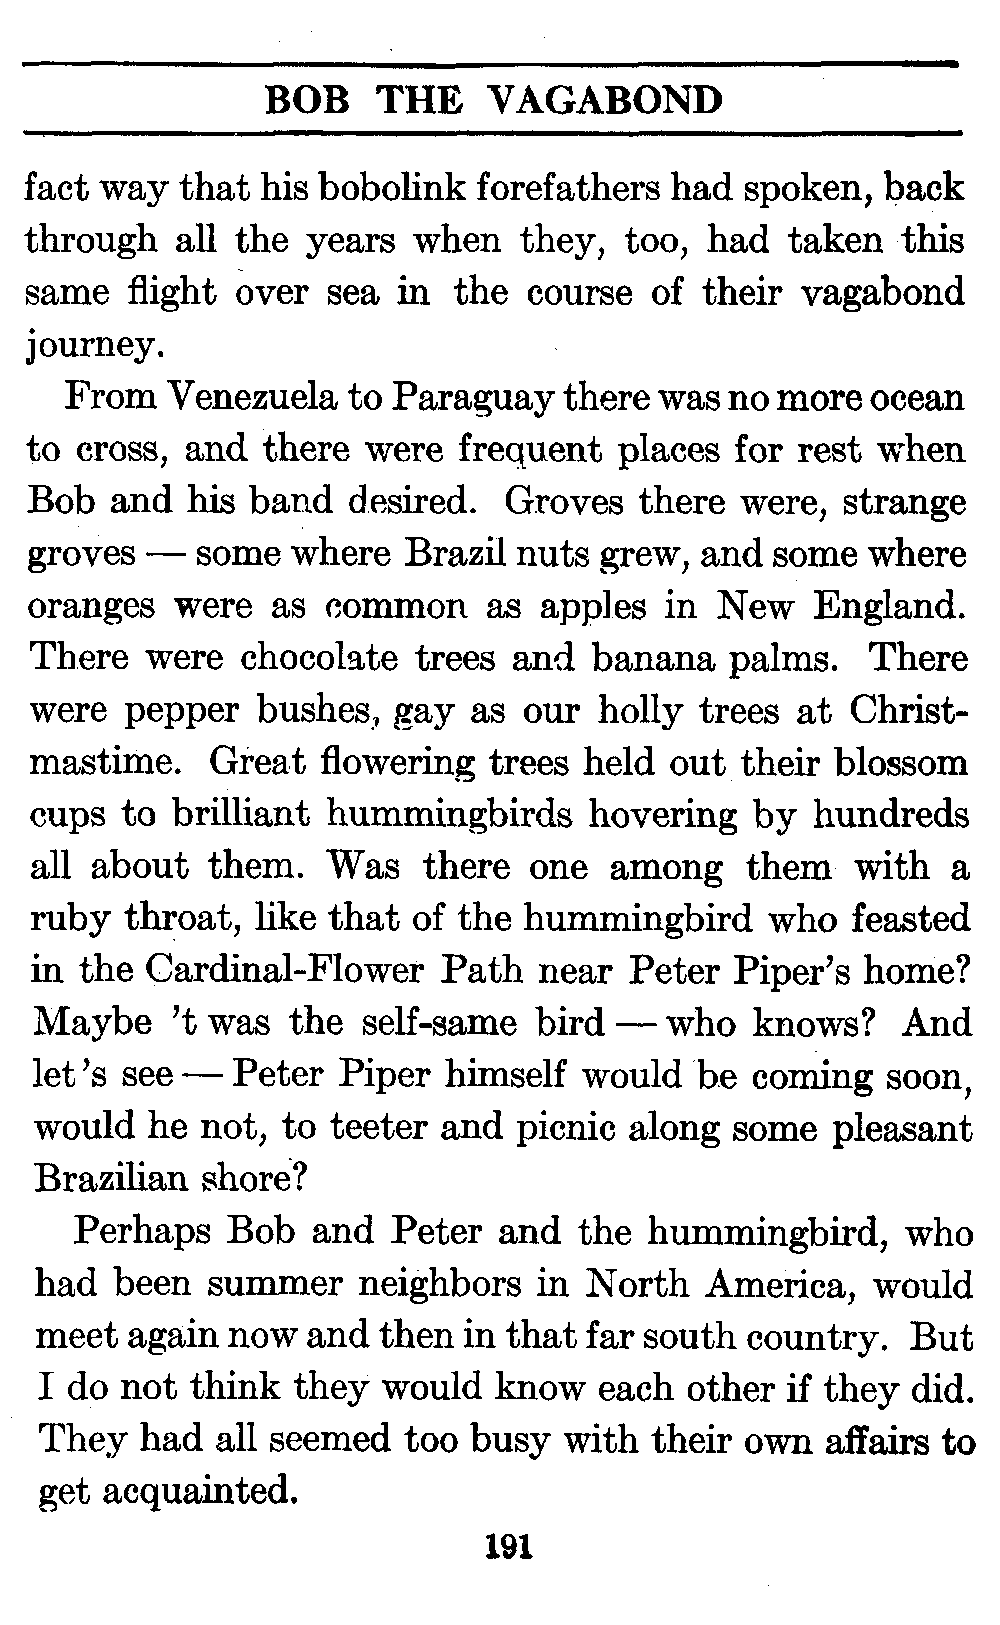 BOB THE VAGABOND
fact way that his bobolink forefathers had spoken, back
through all the years when they, too, had taken this
same flight over sea in the course of their vagabond
journey.
From Venezuela to Paraguay there was no more ocean
to cross, and there were frequent places for rest when
Bob and his band desired. Groves there were, strange
groves — some where Brazil nuts grew, and some where
oranges were as common as apples in New England.
There were chocolate trees and banana palms. There
were pepper bushes, gay as our holly trees at Christ-
mastime. Great flowering trees held out their blossom
cups to brilliant hummingbirds hovering by hundreds
all about them. Was there one among them with a
ruby throat, like that of the hummingbird who feasted
in the Cardinal-Flower Path near Peter Piper's home?
Maybe 't was the self-same bird — who knows? And
let 's see — Peter Piper himself would be coming soon,
would he not, to teeter and picnic along some pleasant
Brazilian shore?
Perhaps Bob and Peter and the hummingbird, who
had been summer neighbors in North America, would
meet again now and then in that far south country. But
I do not think they would know each other if they did.
They had all seemed too busy with their own affairs to
get acquainted.
191